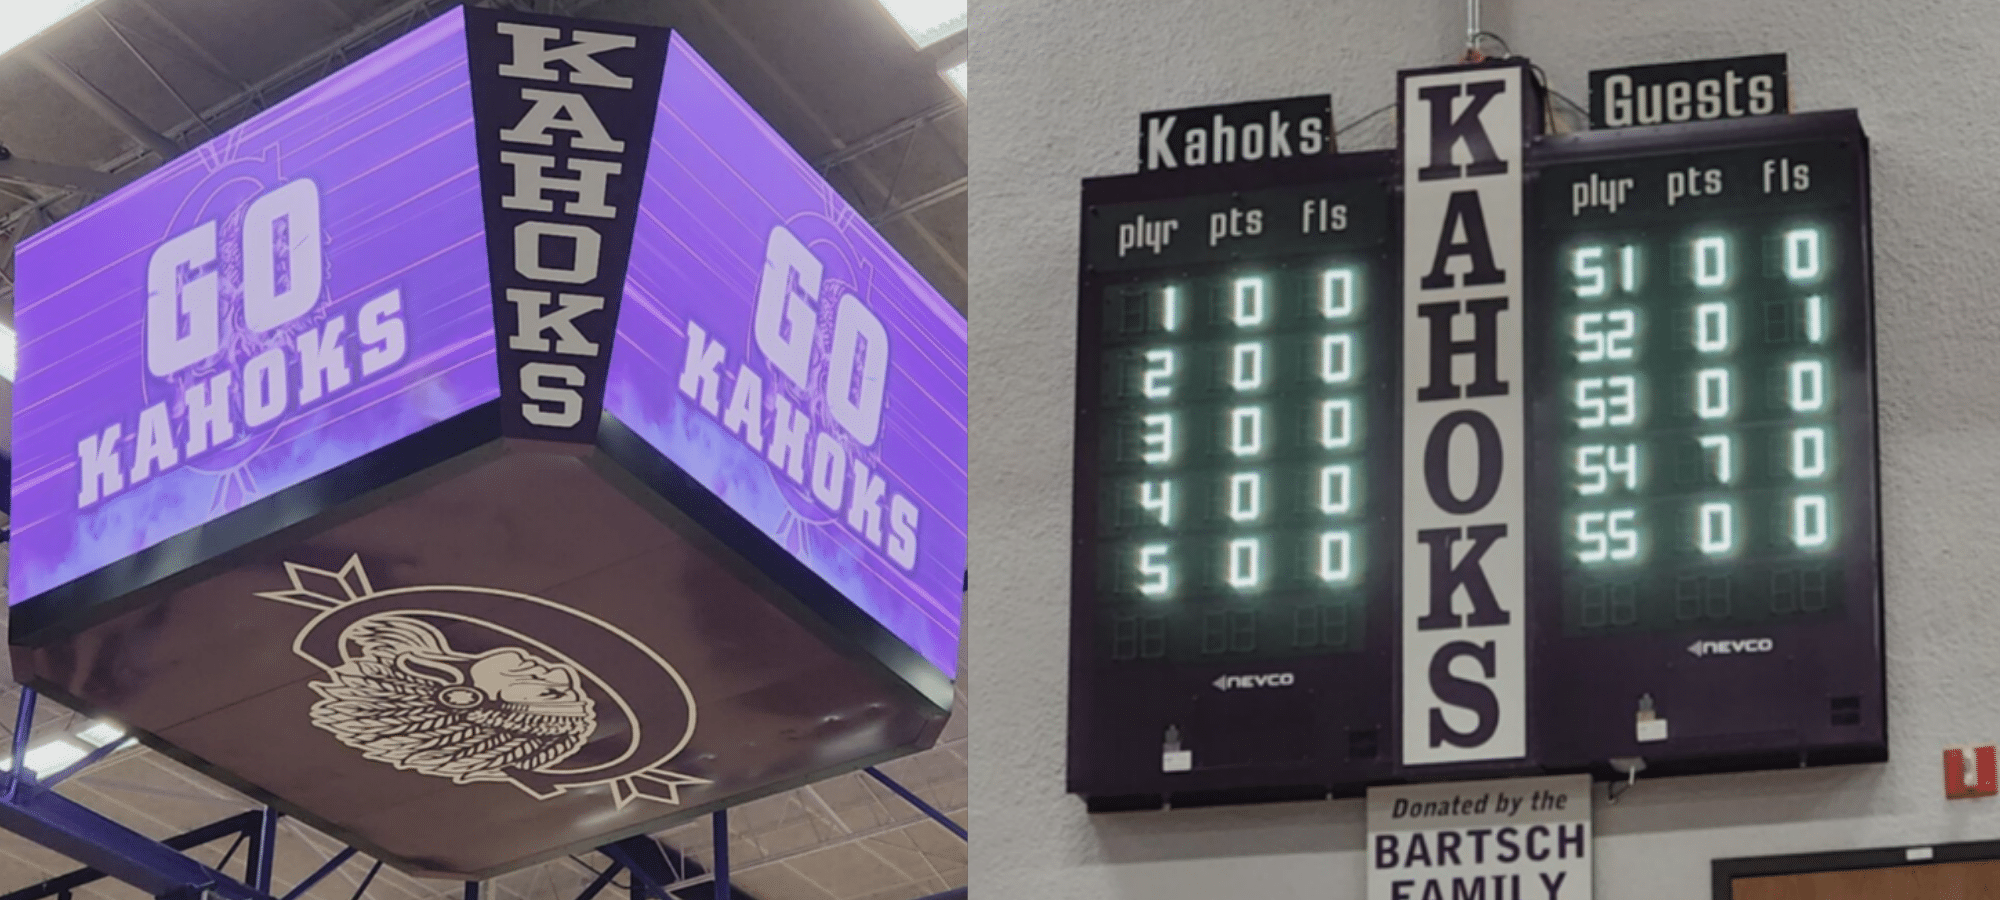 KAHOKS
GO
KAHOKS
GO
KAHOKS
Kahoks
plyr pts fls
1 0 0
2 0 0
3 0 0
4 0 0
5 0 0
NEVCO
KAHOKS
Guests
plyr pts fls
51 0 0
52 0 1
53 0 0
54 7 0
55 0 0
NEVCO
Donated by the
BARTSCH
FAMILY